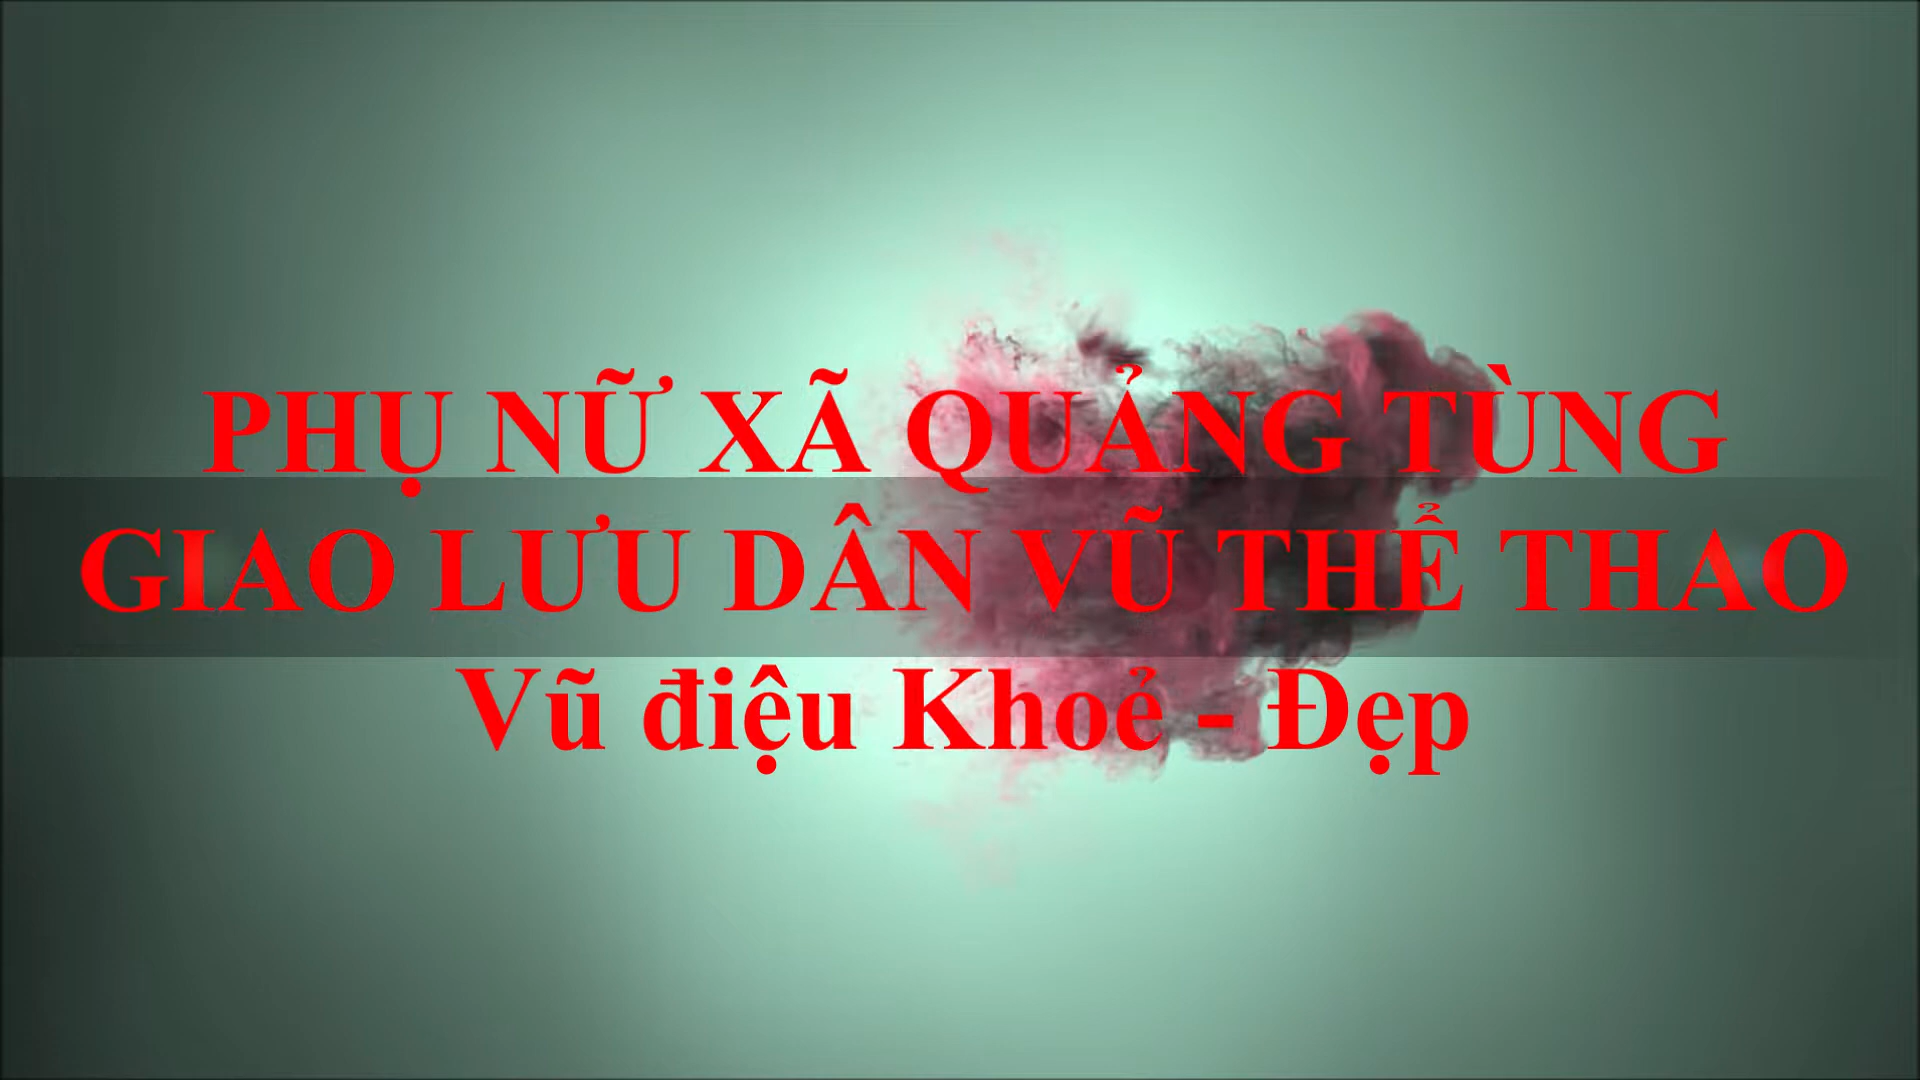 PHỤ NỮ XÃ QUẢNG TÙNG
GIAO LƯU DÂN VŨ THỂ THAO
Vũ điệu Khoẻ - Đẹp